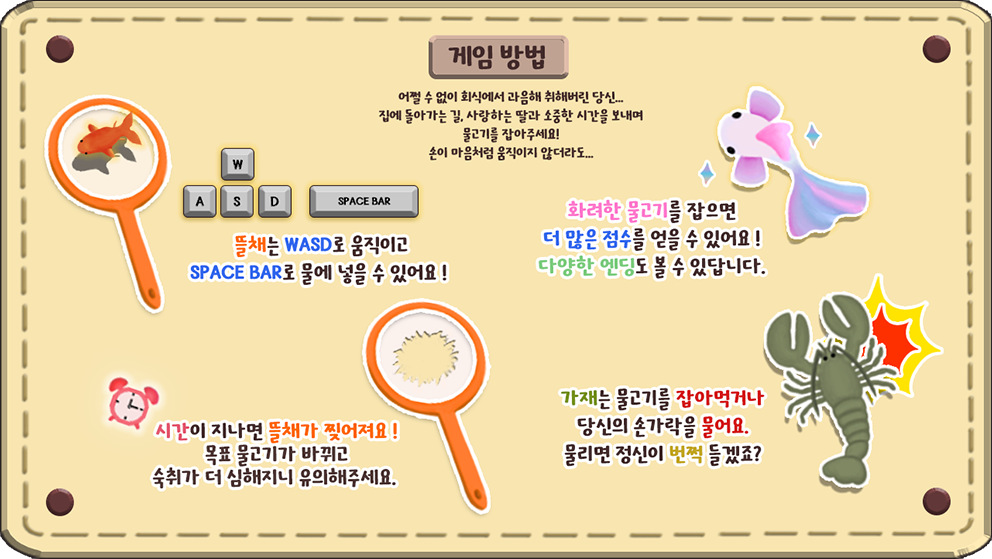 게임 방법
어쩔 수 없이 회식에서 과음해 취해버린 당신...
집에 돌아가는 길, 사랑하는 딸과 소중한 시간을 보내며
물고기를 잡아주세요!
손이 마음처럼 움직이지 않더라도...
W
A S D SPACE BAR
뜰채는 WASD로 움직이고
SPACE BAR로 물에 넣을 수 있어요!
화려한 물고기를 잡으면
더 많은 점수를 얻을 수 있어요!
다양한 엔딩도 볼 수 있답니다.
시간이 지나면 뜰채가 찢어져요!
목표 물고기가 바뀌고
숙취가 더 심해지니 유의해주세요.
가재는 물고기를 잡아먹거나
당신의 손가락을 물어요.
물리면 정신이 번쩍 들겠죠?